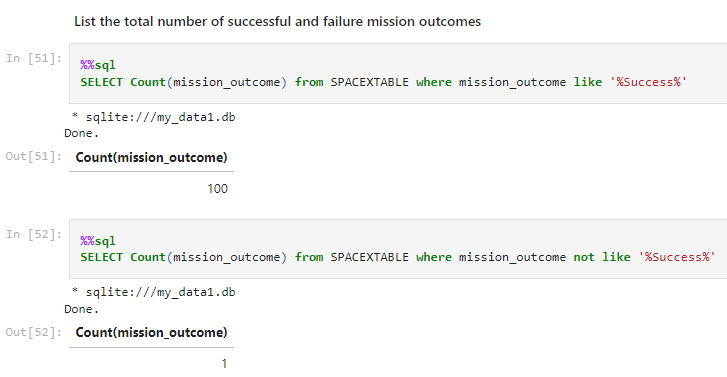 List the total number of successful and failure mission outcomes
In [51]:
%%sql
SELECT Count(mission_outcome) from SPACEXTABLE where mission_outcome like '%Success%'
* sqlite:///my_data1.db
Done.
Out[51]: Count(mission_outcome)
100
In [52]:
%%sql
SELECT Count(mission_outcome) from SPACEXTABLE where mission_outcome not like '%Success%'
* sqlite:///my_data1.db
Done.
Out[52]: Count(mission_outcome)
1